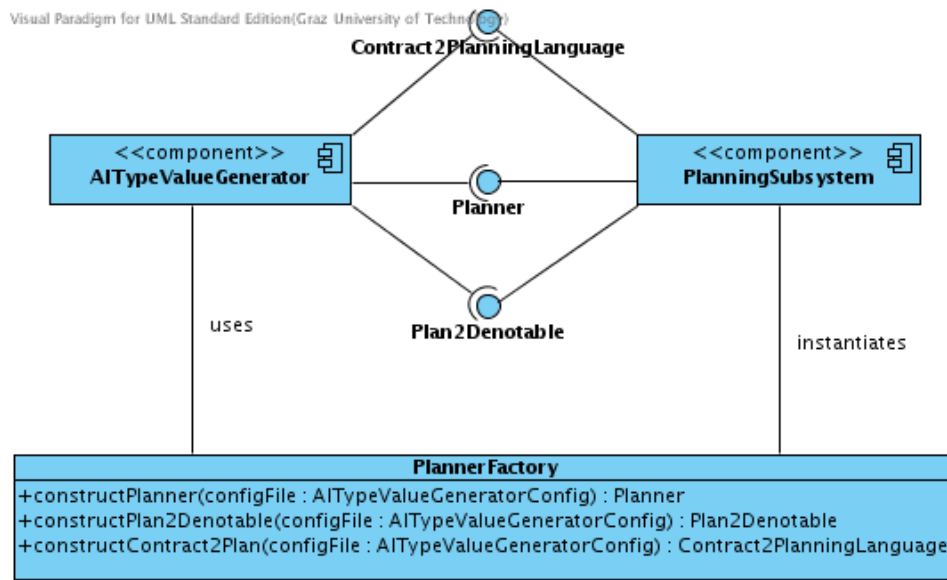 Visual Paradigm for UML Standard Edition(Graz University of Technology)
Contract2PlanningLanguage
<<component>>
AITypeValueGenerator
<<component>>
PlanningSubsystem
Planner
Plan2Denotable
uses
instantiates
PlannerFactory
+constructPlanner(configFile : AITypeValueGeneratorConfig) : Planner
+constructPlan2Denotable(configFile : AITypeValueGeneratorConfig) : Plan2Denotable
+constructContract2Plan(configFile : AITypeValueGeneratorConfig) : Contract2PlanningLanguage